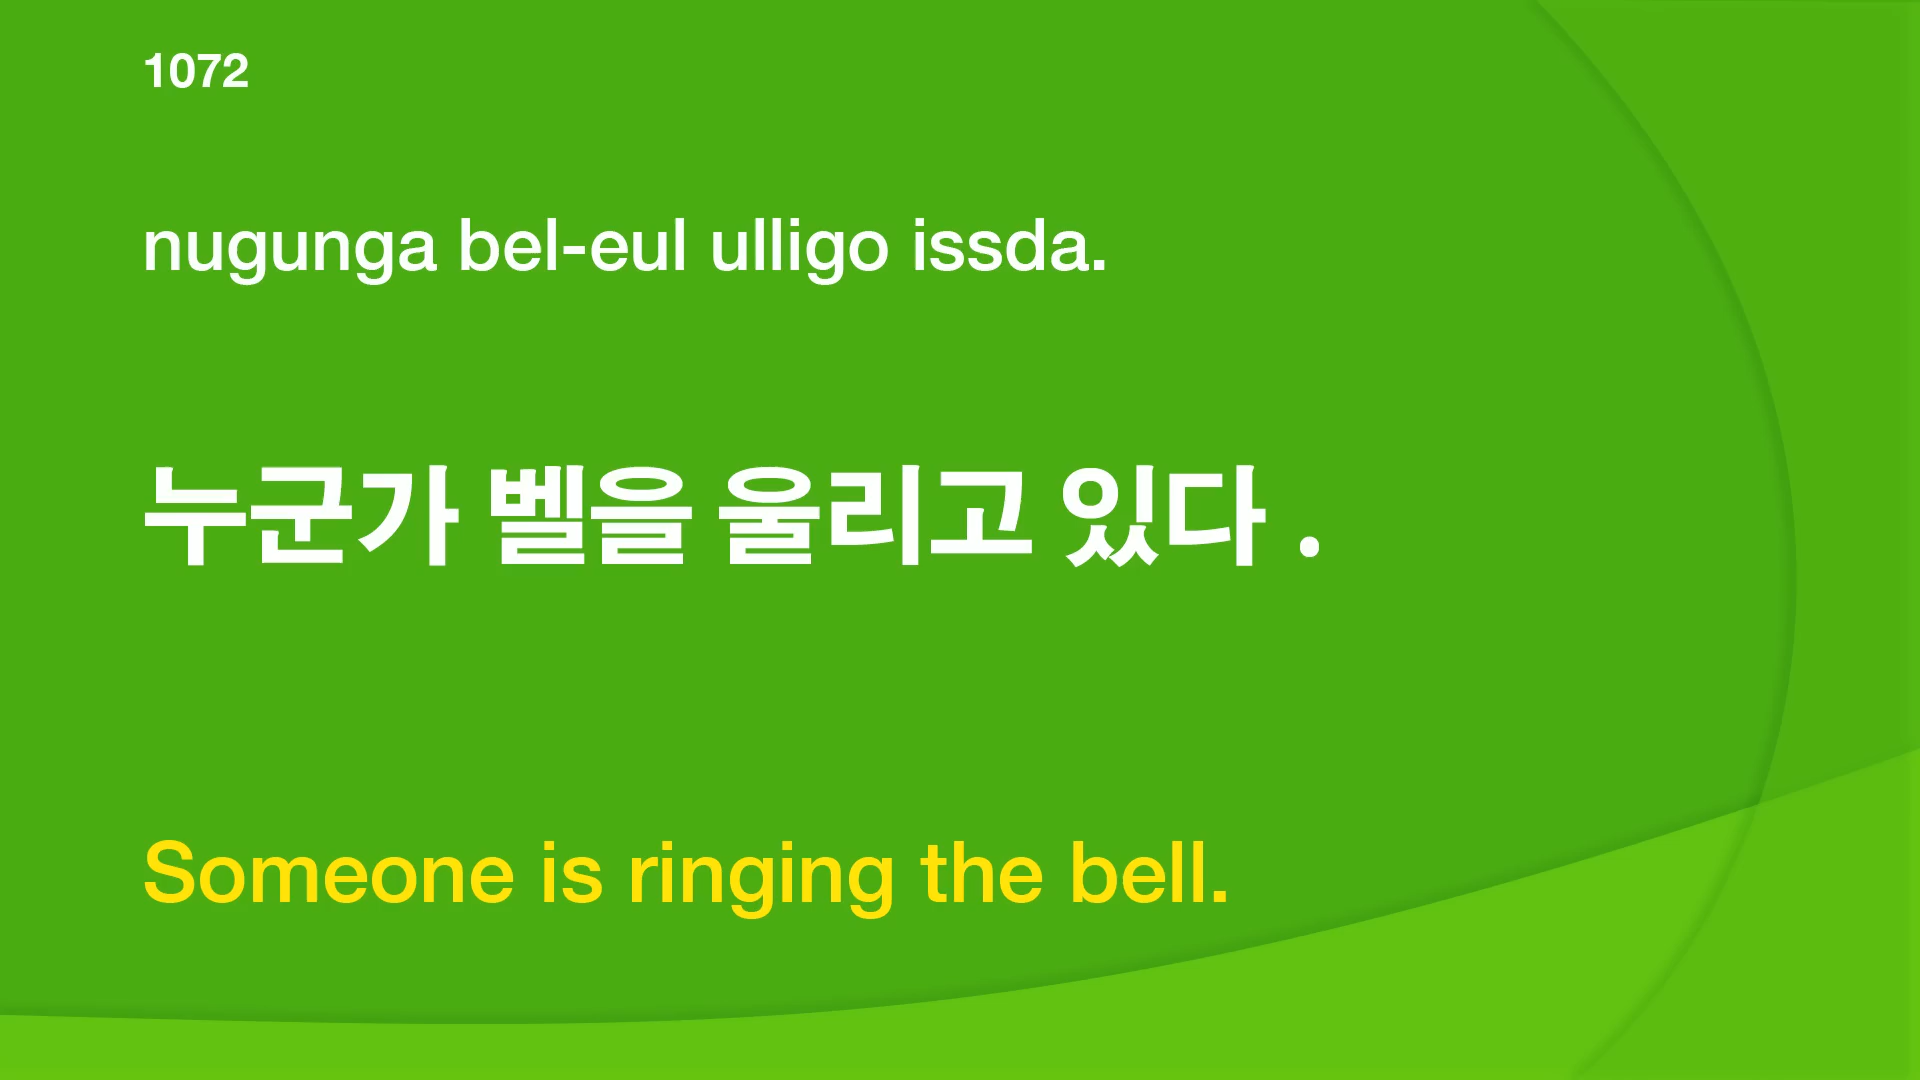 1072
nugunga bel-eul ulligo issda.
누군가 벨을 울리고 있다 .
Someone is ringing the bell.